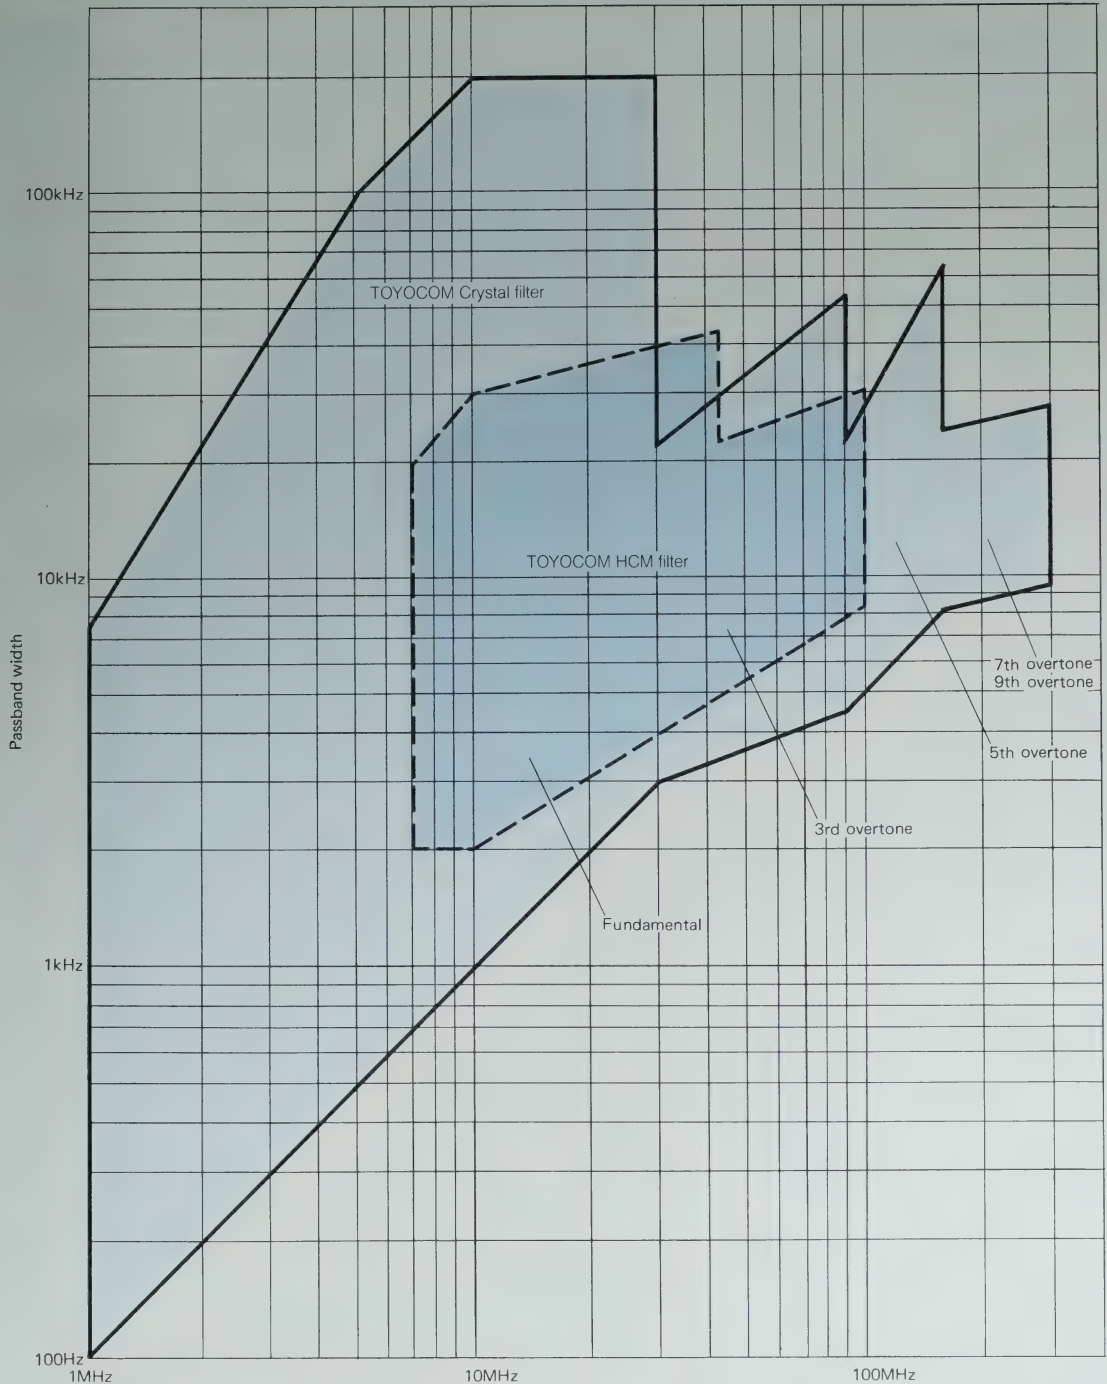 100kHz
TOYOCOM Crystal filter
TOYOCOM HCM filter
10kHz
Passband width
7th overtone
9th overtone
5th overtone
3rd overtone
Fundamental
1kHz
100Hz
1MHz
10MHz
100MHz